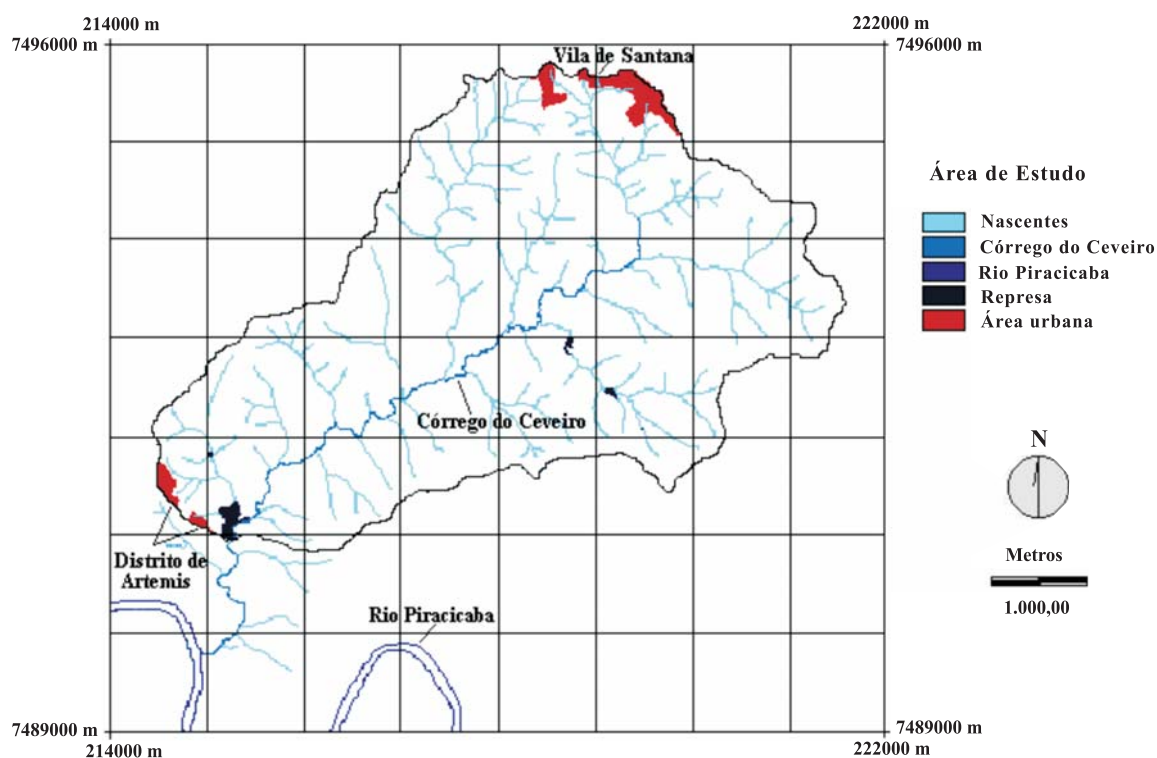 214000 m
222000 m
7496000 m
7496000 m
Vila de Santana
Área de Estudo
Nascentes
Córrego do Ceveiro
Rio Piracicaba
Represa
Área urbana
Córrego do Ceveiro
N
Metros
1.000,00
Distrito de
Artemis
Rio Piracicaba
7489000 m
7489000 m
214000 m
222000 m